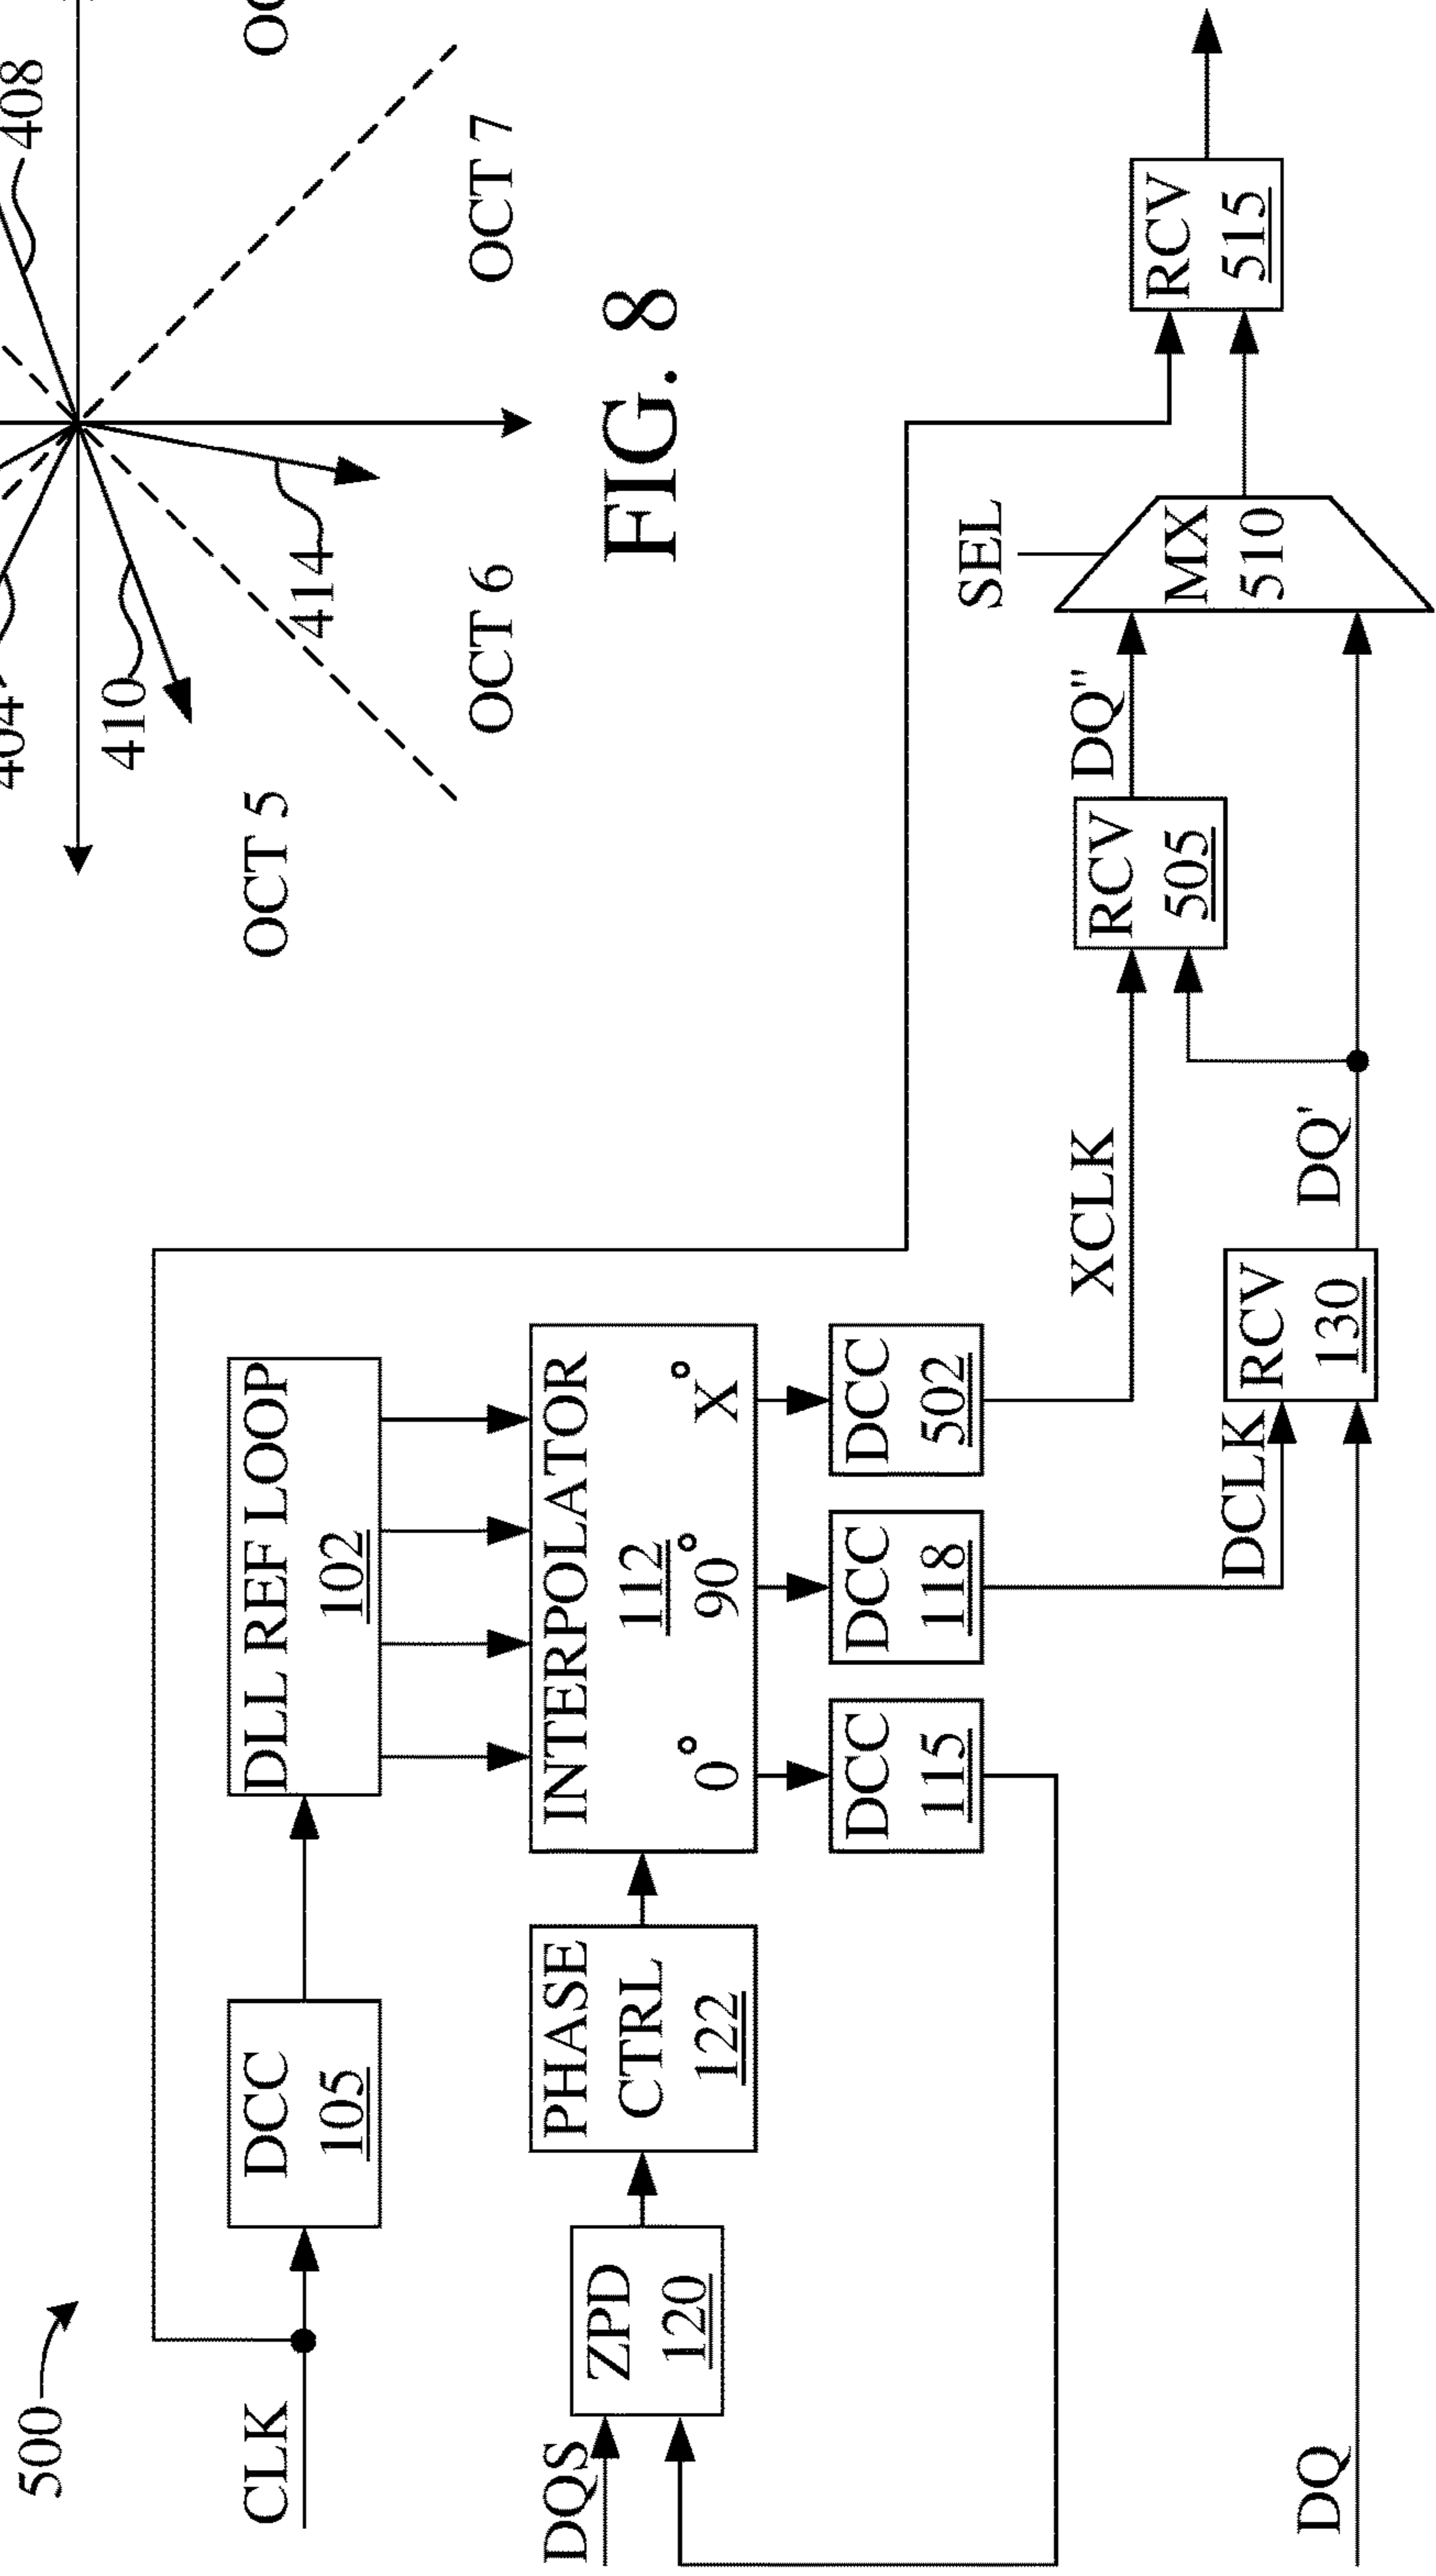 408
404
410
414
OC
OCT 5
OCT 6
OCT 7
FIG. 8
500
CLK
DCC
105
DLL REF LOOP
102
DQS
ZPD
120
PHASE
CTRL
122
INTERPOLATOR
112
0° 90° X°
DCC
115
DCC
118
DCC
502
XCLK
DCLK
DQ
RCV
130
DQ'
RCV
505
DQ"
SEL
MX
510
RCV
515